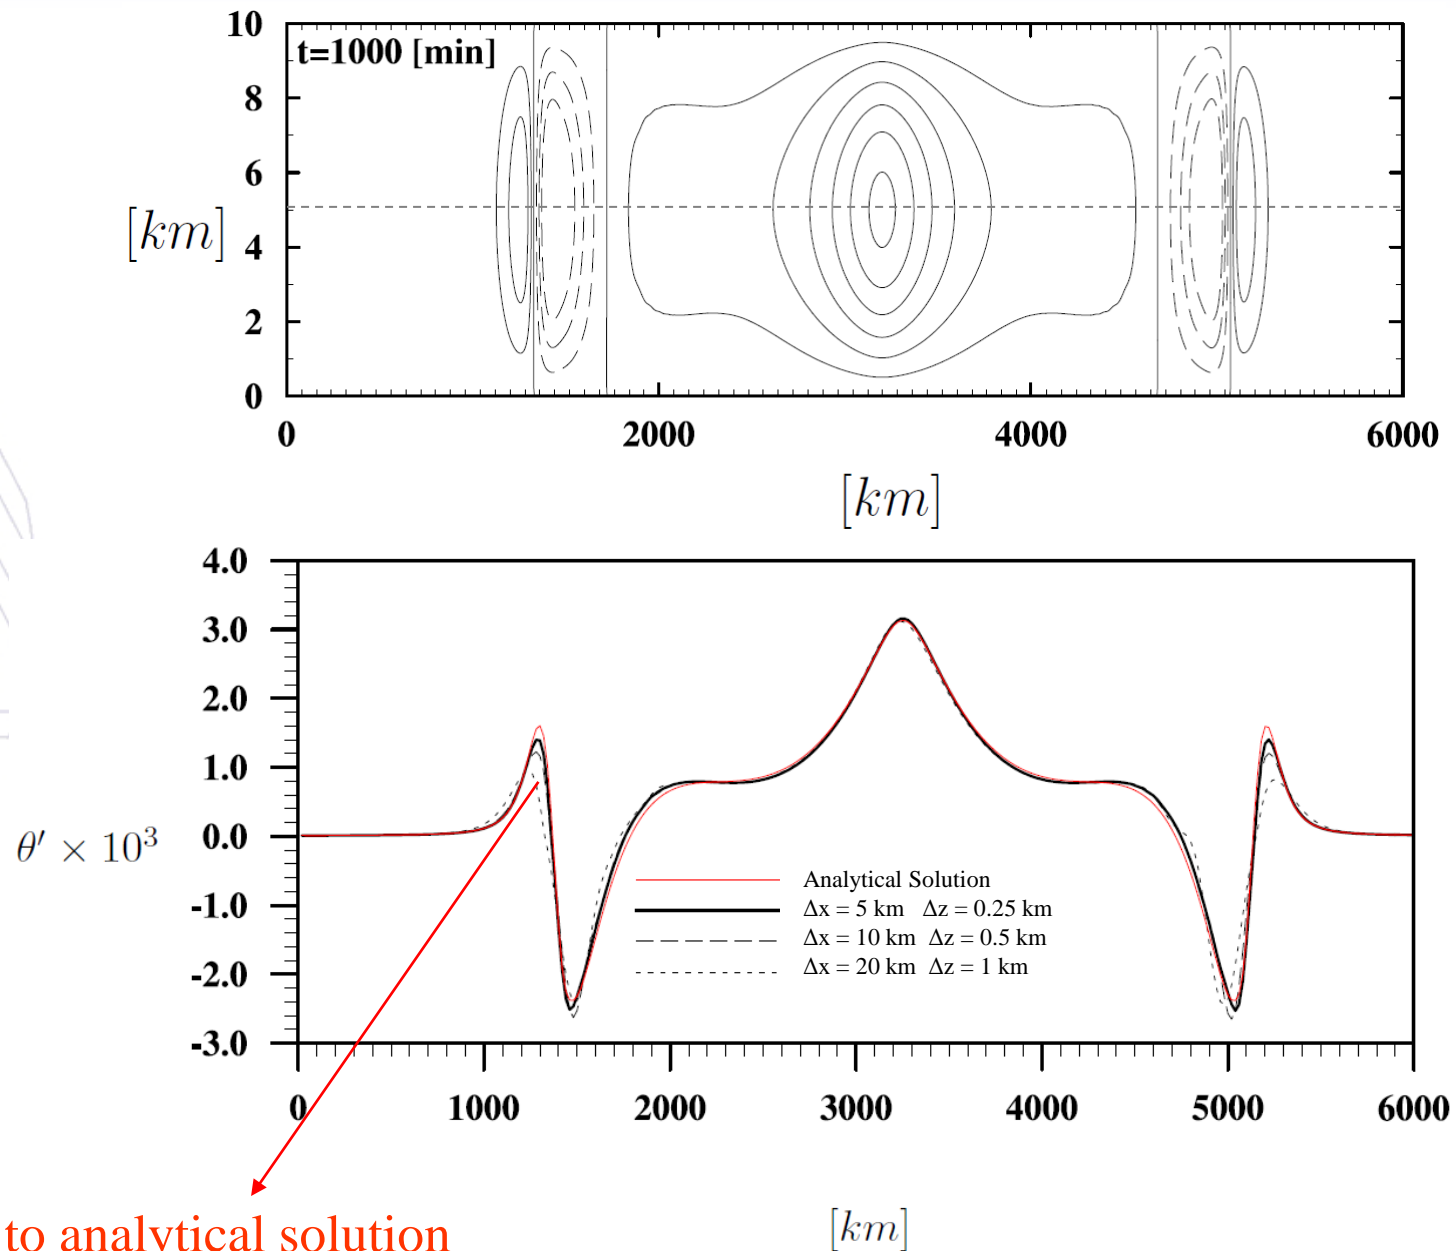 10
t=1000 [min]
8
6
[km]
4
2
0
0 2000 4000 6000
[km]
4.0
3.0
2.0
1.0
θ′ × 10³
0.0
-1.0
-2.0
-3.0
Analytical Solution
Δx = 5 km Δz = 0.25 km
Δx = 10 km Δz = 0.5 km
Δx = 20 km Δz = 1 km
0 1000 2000 3000 4000 5000 6000
[km]
to analytical solution